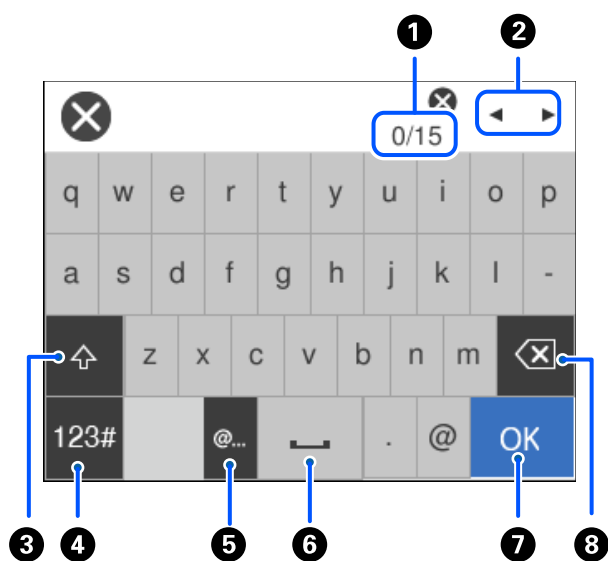 1 2
0/15
q w e r t y u i o p
a s d f g h j k l -
z x c v b n m
123# @... . @ OK
3 4 5 6 7 8